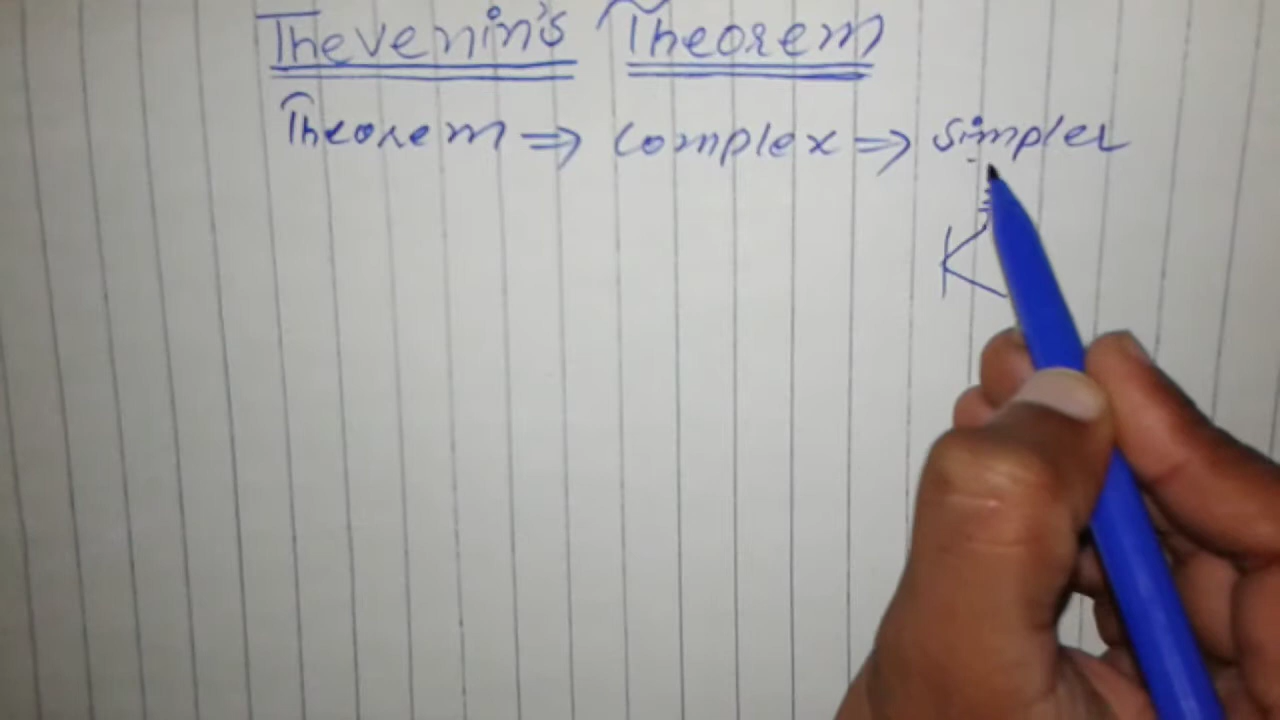 Thevenin's Theorem
Theorem ⇒ complex ⇒ simpler
K